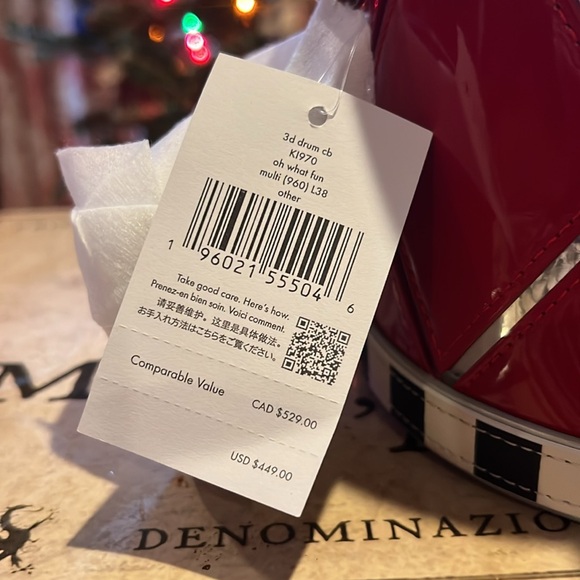 3d drum cb
K1970
oh what fun
multi (960) L38
other
1 96021 55504 6
Take good care. Here's how.
Prenez-en bien soin. Voici comment.
请妥善维护。这里是具体做法。
お手入れ方法はこちらをご覧ください。
Comparable Value
CAD $529.00
USD $449.00
DENOMINAZIO